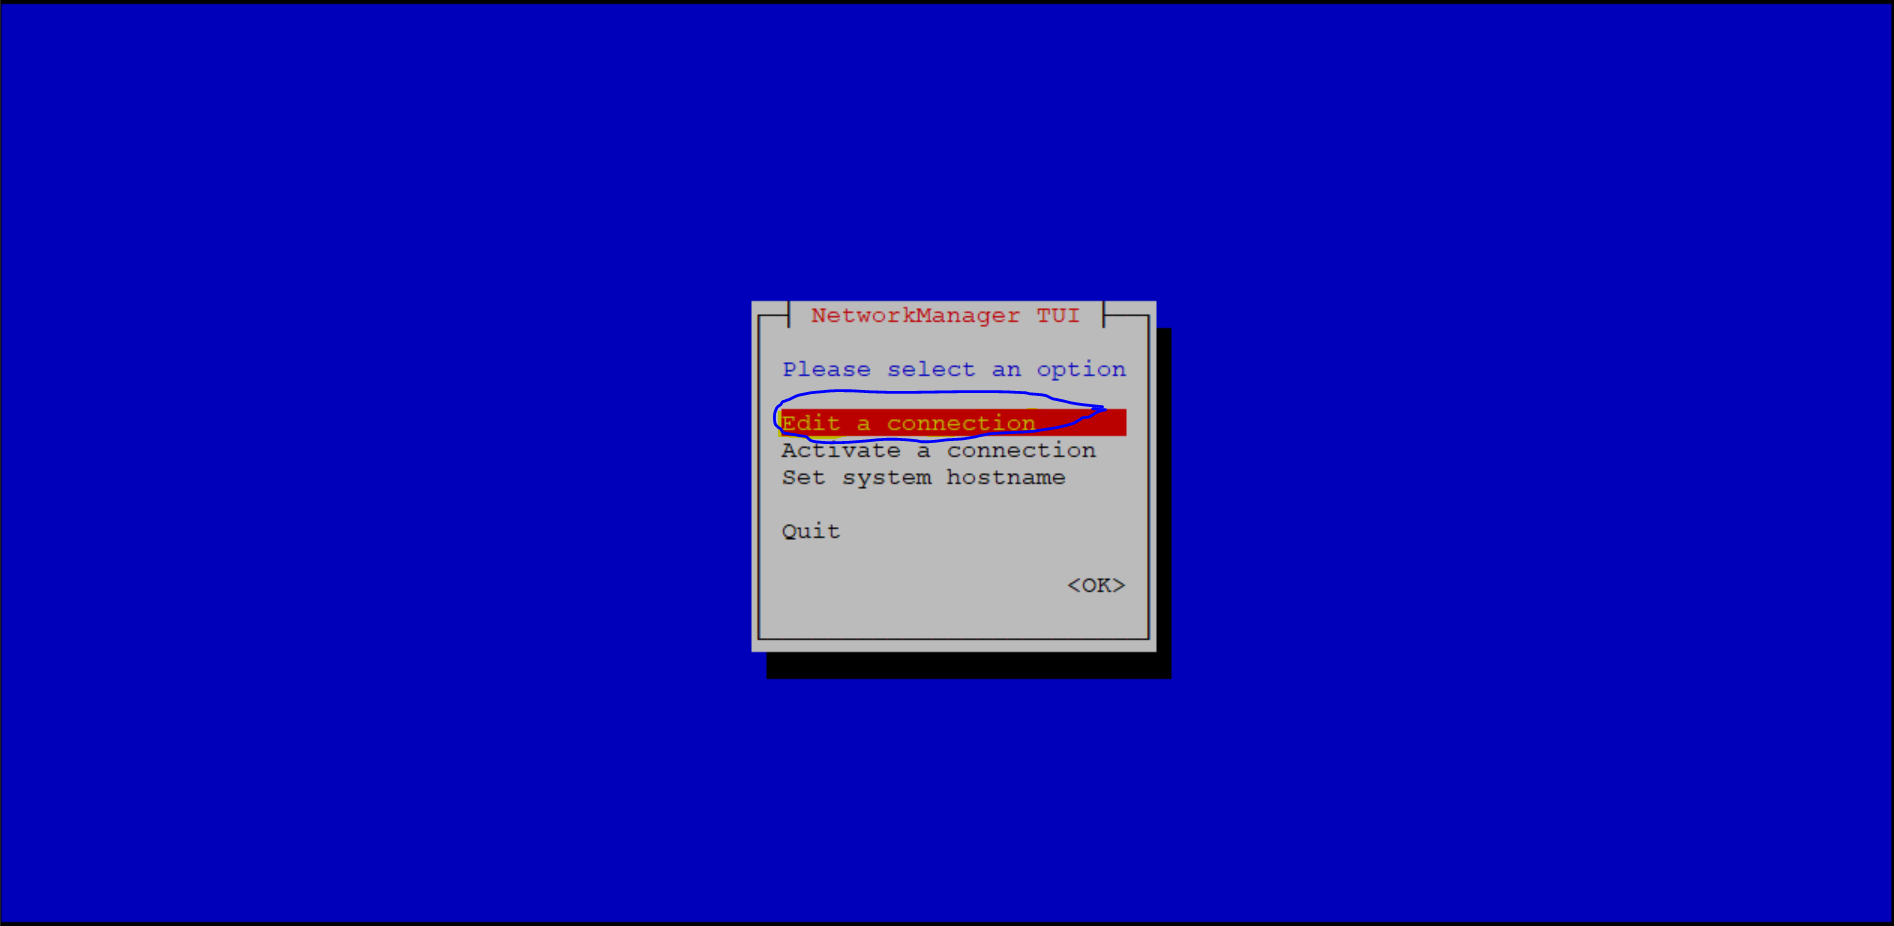 NetworkManager TUI
Please select an option
Edit a connection
Activate a connection
Set system hostname
Quit
<OK>